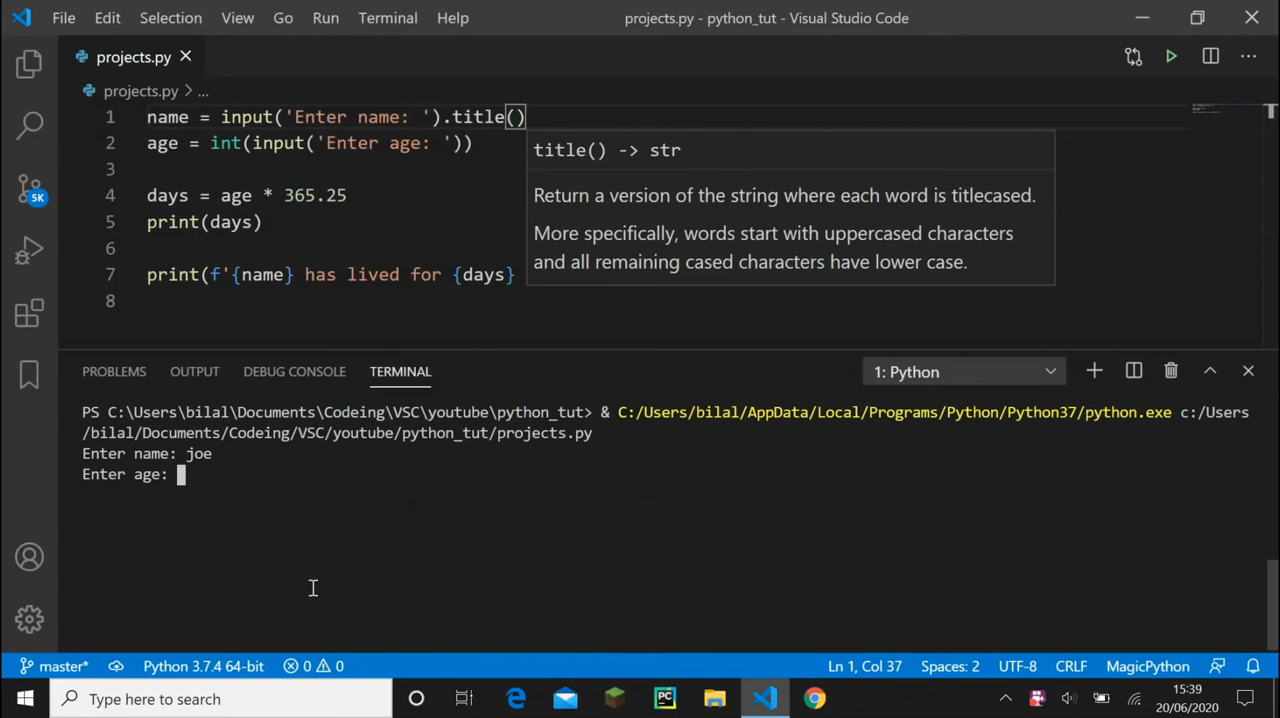 File Edit Selection View Go Run Terminal Help projects.py - python_tut - Visual Studio Code
projects.py
projects.py > ...
1 name = input('Enter name: ').title()
2 age = int(input('Enter age: '))
title() -> str
3
4 days = age * 365.25
Return a version of the string where each word is titlecased.
5 print(days)
More specifically, words start with uppercased characters
6
and all remaining cased characters have lower case.
7 print(f'{name} has lived for {days}
8
5K
PROBLEMS OUTPUT DEBUG CONSOLE TERMINAL 1: Python
PS C:\Users\bilal\Documents\Codeing\VSC\youtube\python_tut> & C:/Users/bilal/AppData/Local/Programs/Python/Python37/python.exe c:/Users
/bilal/Documents/Codeing/VSC/youtube/python_tut/projects.py
Enter name: joe
Enter age:
master* Python 3.7.4 64-bit 0 0 Ln 1, Col 37 Spaces: 2 UTF-8 CRLF MagicPython
Type here to search
PC
15:39
20/06/2020